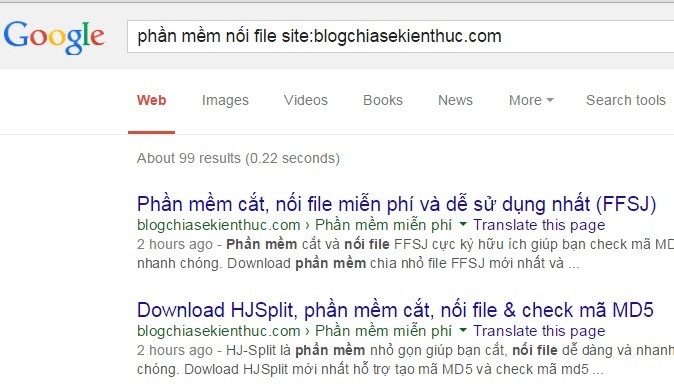 Google phần mềm nối file site:blogchiasekienthuc.com
Web Images Videos Books News More Search tools
About 99 results (0.22 seconds)
Phần mềm cắt, nối file miễn phí và dễ sử dụng nhất (FFSJ)
blogchiasekienthuc.com › Phần mềm miễn phí Translate this page
2 hours ago - Phần mềm cắt và nối file FFSJ cực kỳ hữu ích giúp bạn check mã MD
nhanh chóng. Download phần mềm chia nhỏ file FFSJ mới nhất và ...
Download HJSplit, phần mềm cắt, nối file & check mã MD5
blogchiasekienthuc.com › Phần mềm miễn phí Translate this page
2 hours ago - HJ-Split là phần mềm nhỏ gọn giúp bạn cắt, nối file dễ dàng và nhanh
chóng. Dowload HJSplit mới nhất hỗ trợ tạo mã MD5 và check mã md5 ...